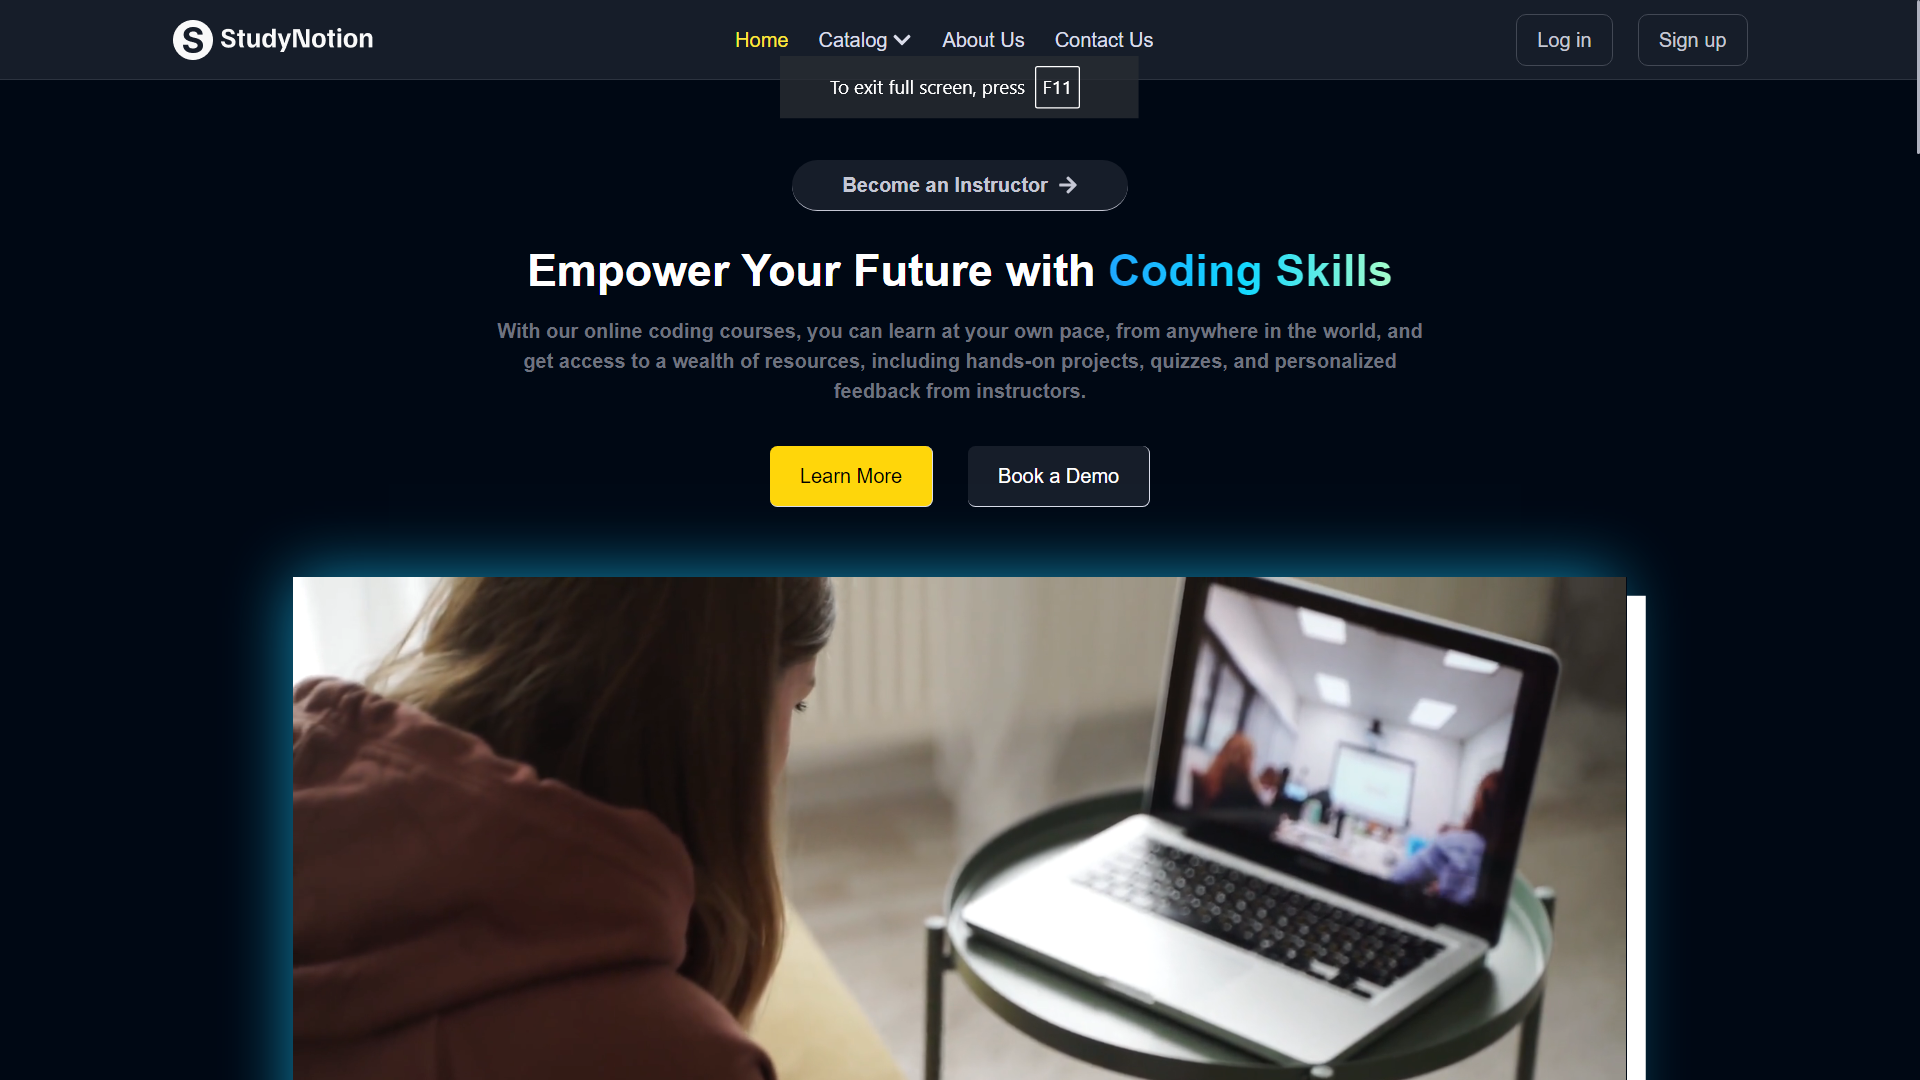 S StudyNotion
Home Catalog About Us Contact Us
Log in Sign up
To exit full screen, press F11
Become an Instructor →
Empower Your Future with Coding Skills
With our online coding courses, you can learn at your own pace, from anywhere in the world, and
get access to a wealth of resources, including hands-on projects, quizzes, and personalized
feedback from instructors.
Learn More Book a Demo